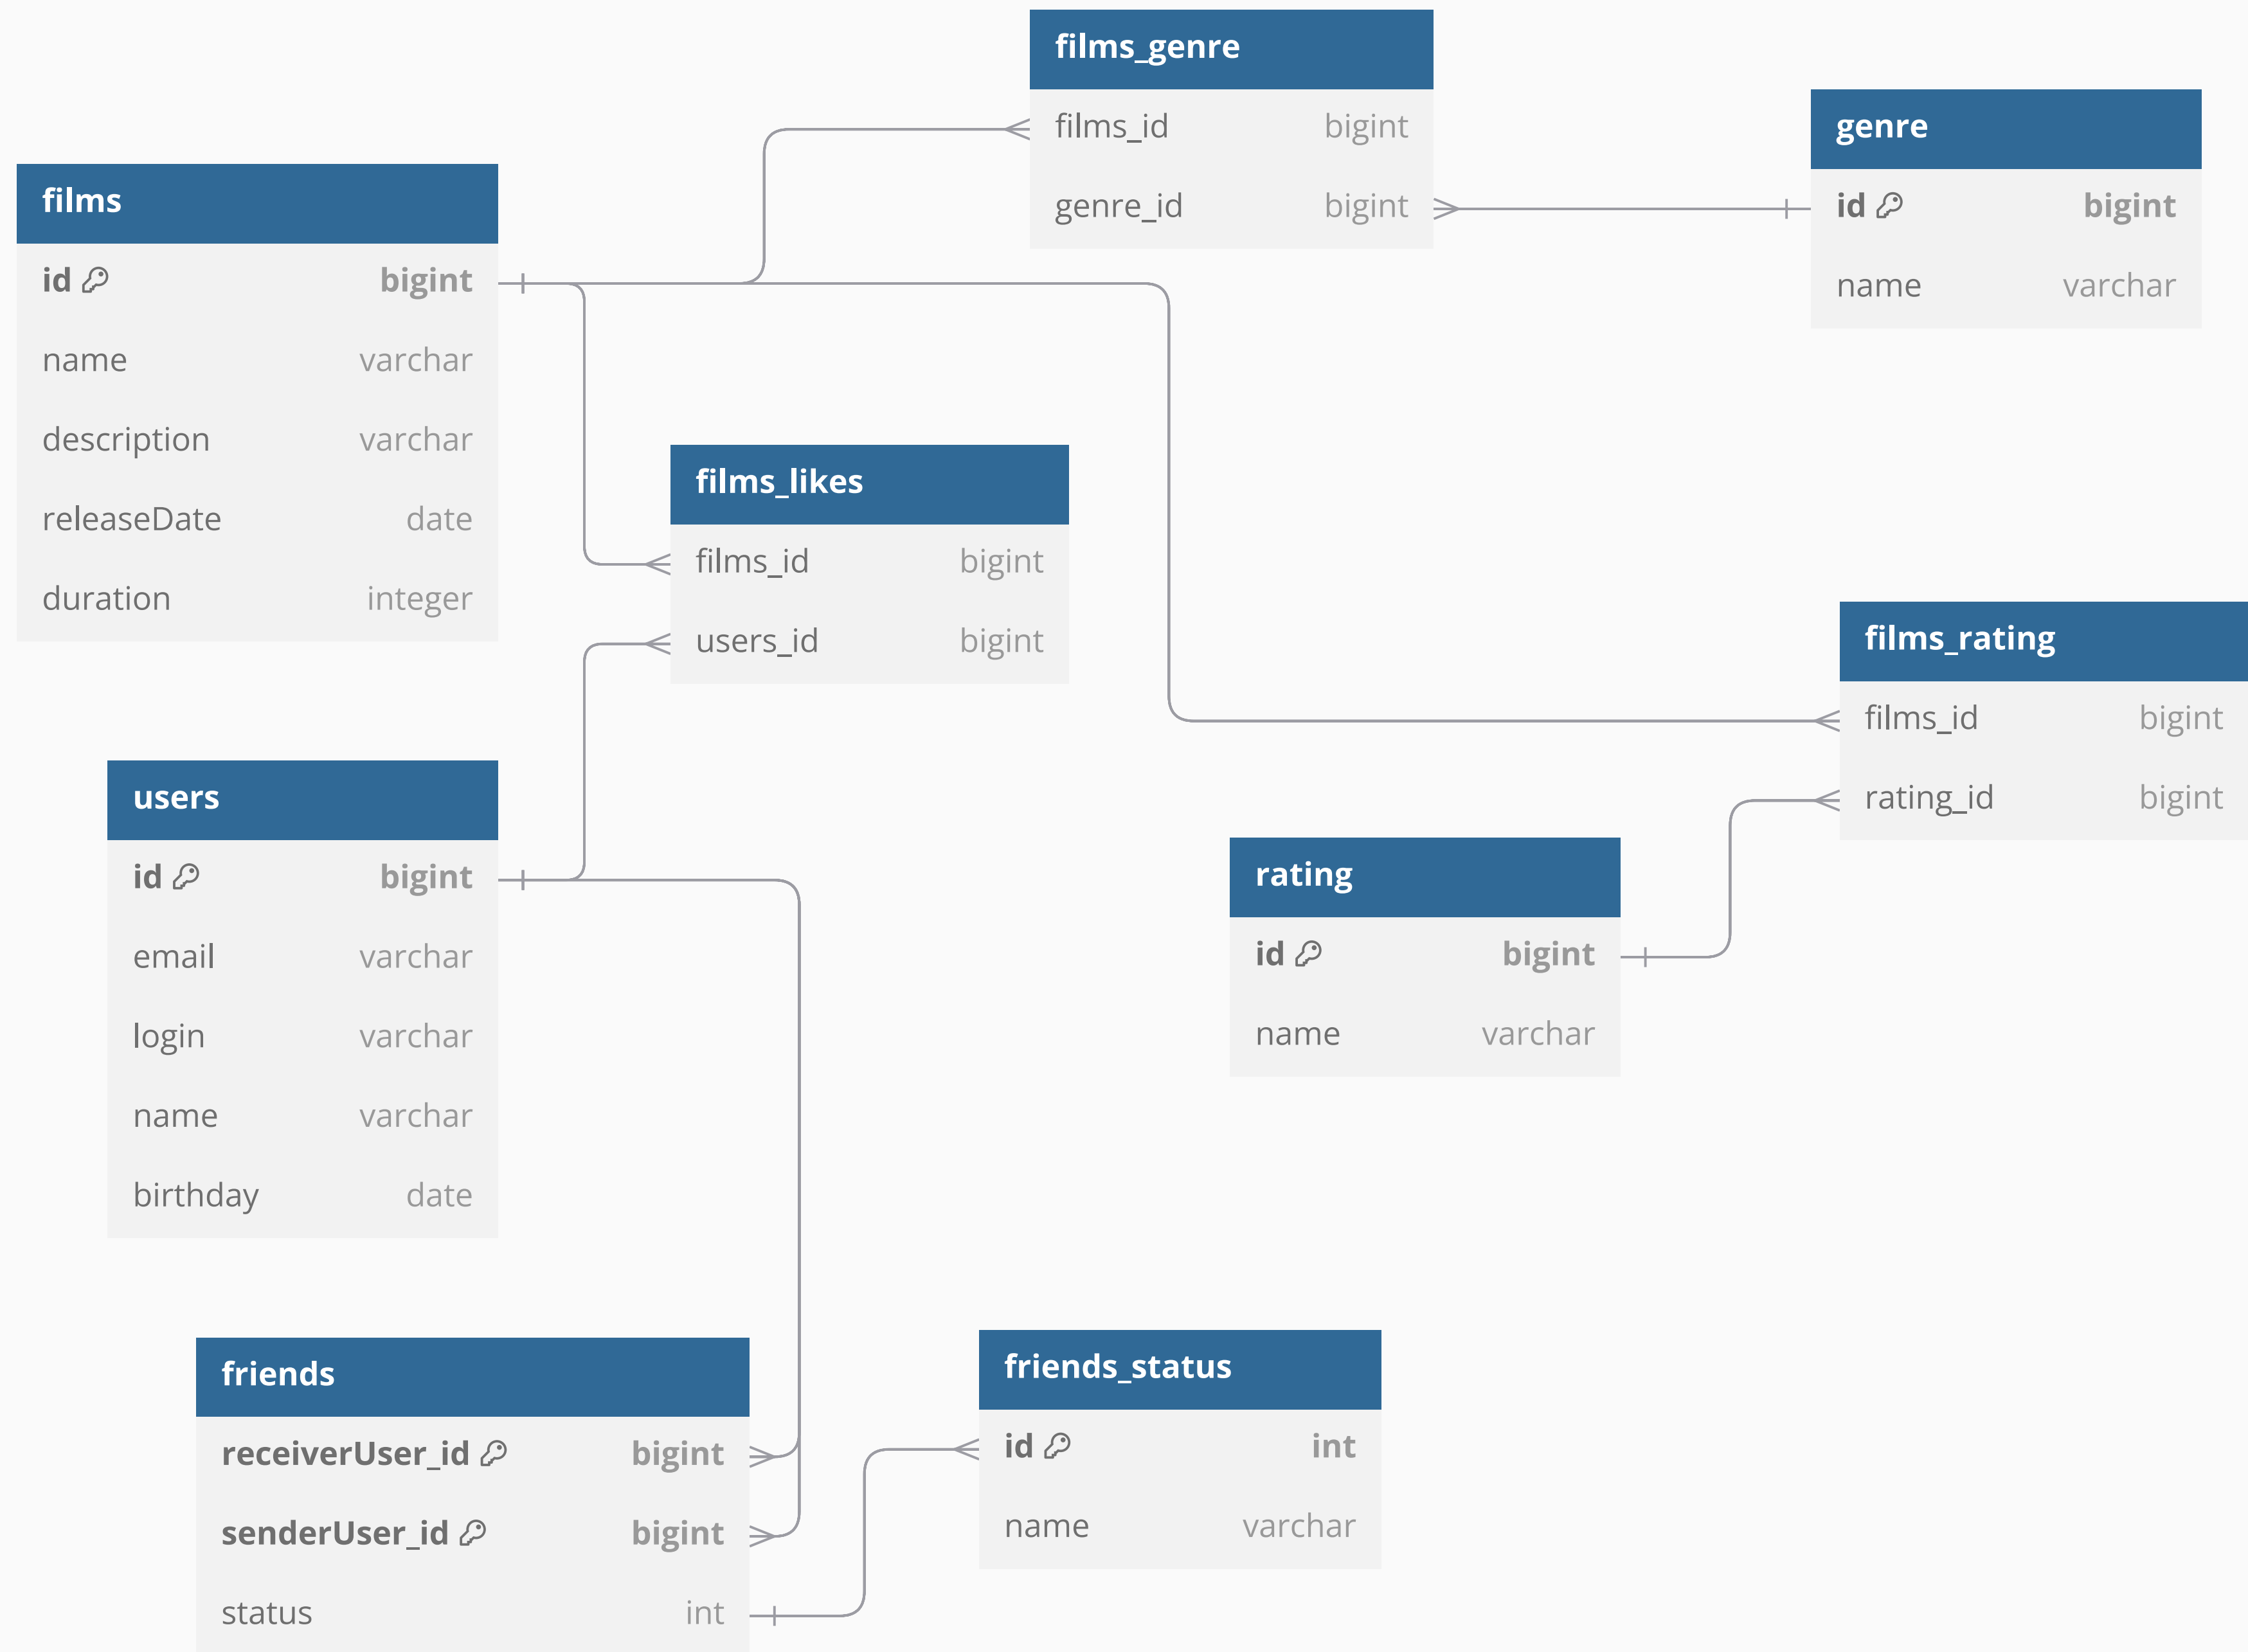 films_genre
films_id bigint
genre_id bigint
genre
id bigint
name varchar
films
id bigint
name varchar
description varchar
releaseDate date
duration integer
films_likes
films_id bigint
users_id bigint
films_rating
films_id bigint
rating_id bigint
users
id bigint
email varchar
login varchar
name varchar
birthday date
rating
id bigint
name varchar
friends
receiverUser_id bigint
senderUser_id bigint
status int
friends_status
id int
name varchar